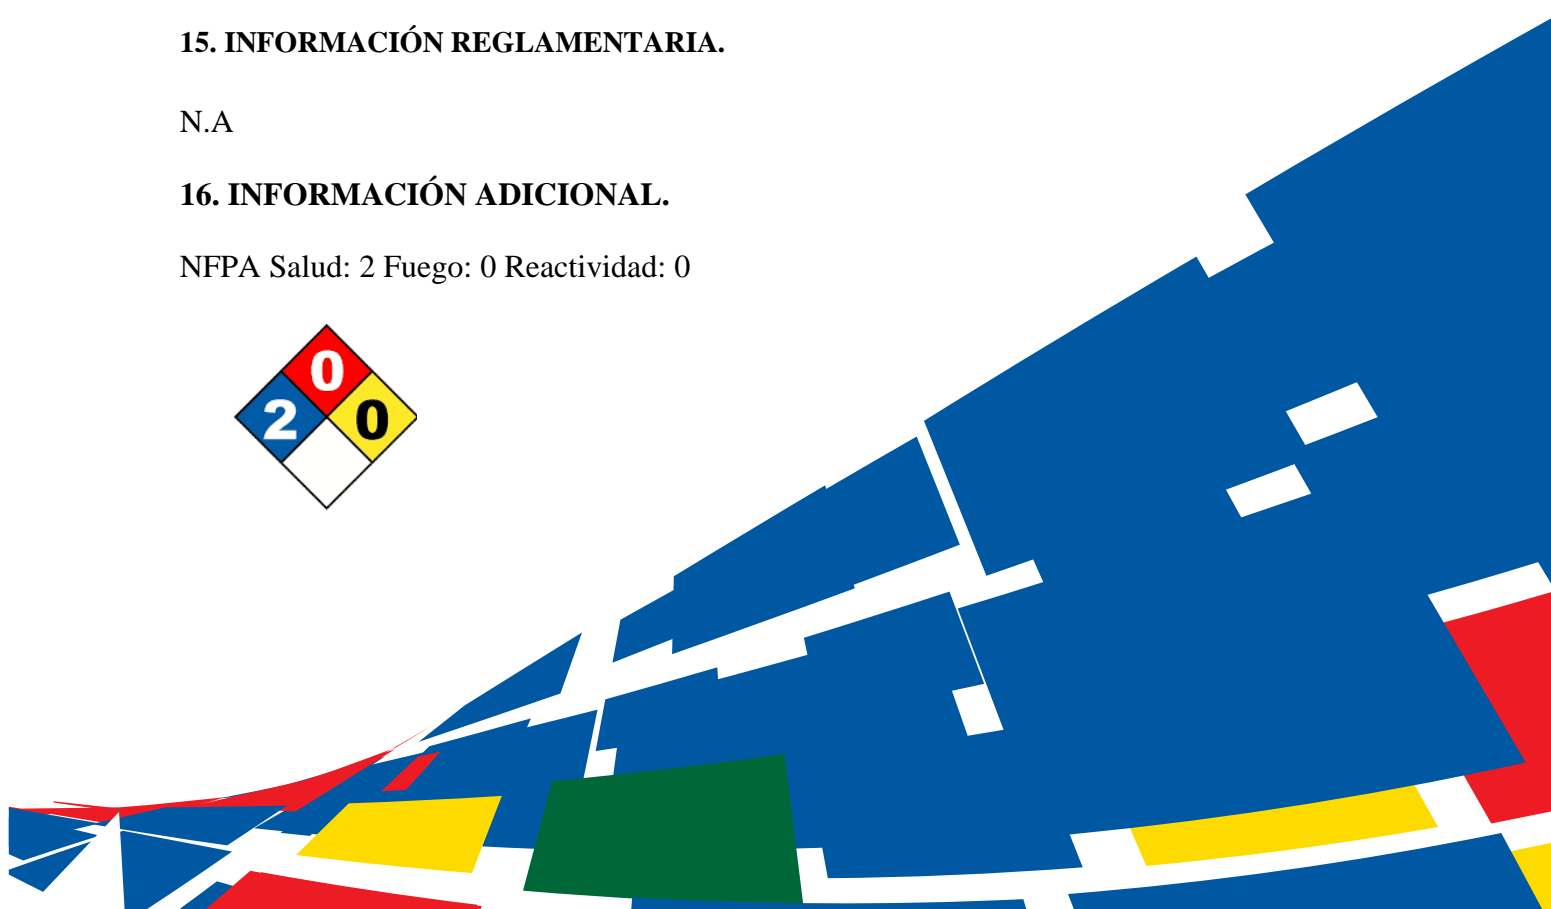 15. INFORMACIÓN REGLAMENTARIA.
N.A
16. INFORMACIÓN ADICIONAL.
NFPA Salud: 2 Fuego: 0 Reactividad: 0
0
2 0